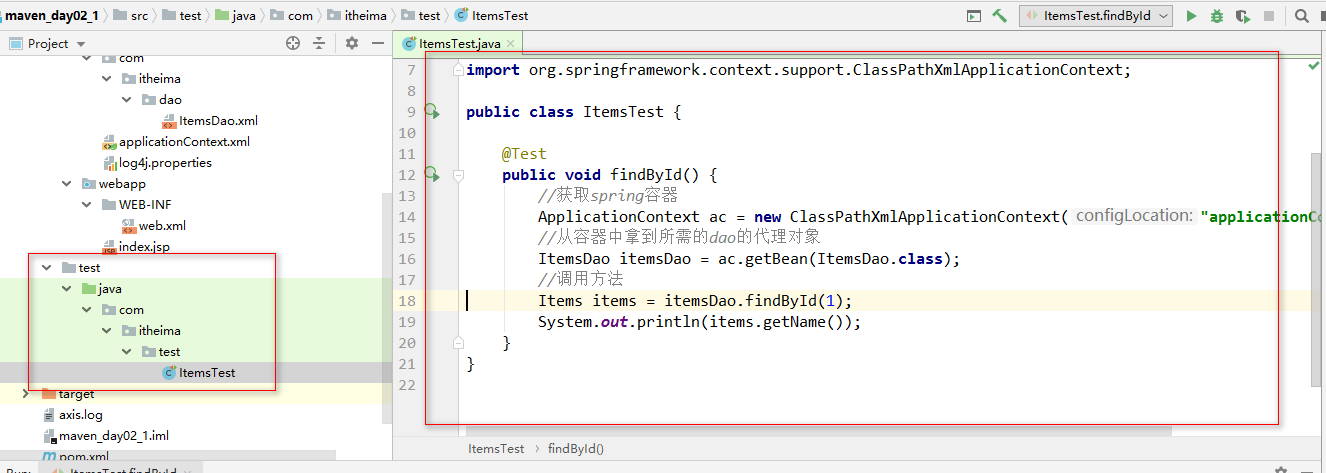 maven_day02_1 src test java com itheima test ItemsTest ItemsTest.findById
Project
com
itheima
dao
ItemsDao.xml
applicationContext.xml
log4j.properties
webapp
WEB-INF
web.xml
index.jsp
test
java
com
itheima
test
ItemsTest
target
axis.log
maven_day02_1.iml
pom.xml
ItemsTest.java
7 import org.springframework.context.support.ClassPathXmlApplicationContext;
8
9 public class ItemsTest {
10
11 @Test
12 public void findById() {
13 //获取spring容器
14 ApplicationContext ac = new ClassPathXmlApplicationContext( configLocation: "applicationCo
15 //从容器中拿到所需的dao的代理对象
16 ItemsDao itemsDao = ac.getBean(ItemsDao.class);
17 //调用方法
18 Items items = itemsDao.findById(1);
19 System.out.println(items.getName());
20 }
21 }
22
ItemsTest findById()
Run: ItemsTest.findById